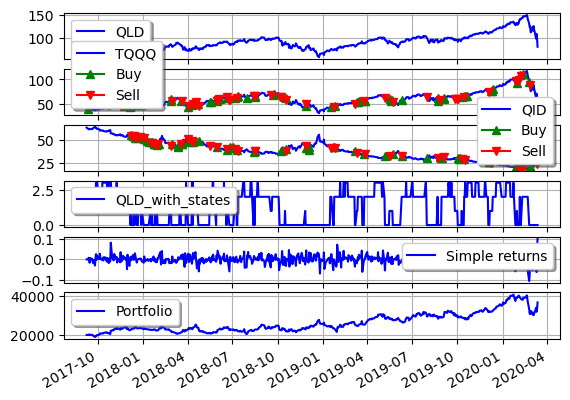 150
100
QLD
TQQQ
Buy
Sell
100
50
QID
Buy
Sell
50
25
2.5
0.0
QLD_with_states
0.1
0.0
−0.1
Simple returns
40000
20000
Portfolio
2017-10
2018-01
2018-04
2018-07
2018-10
2019-01
2019-04
2019-07
2019-10
2020-01
2020-04